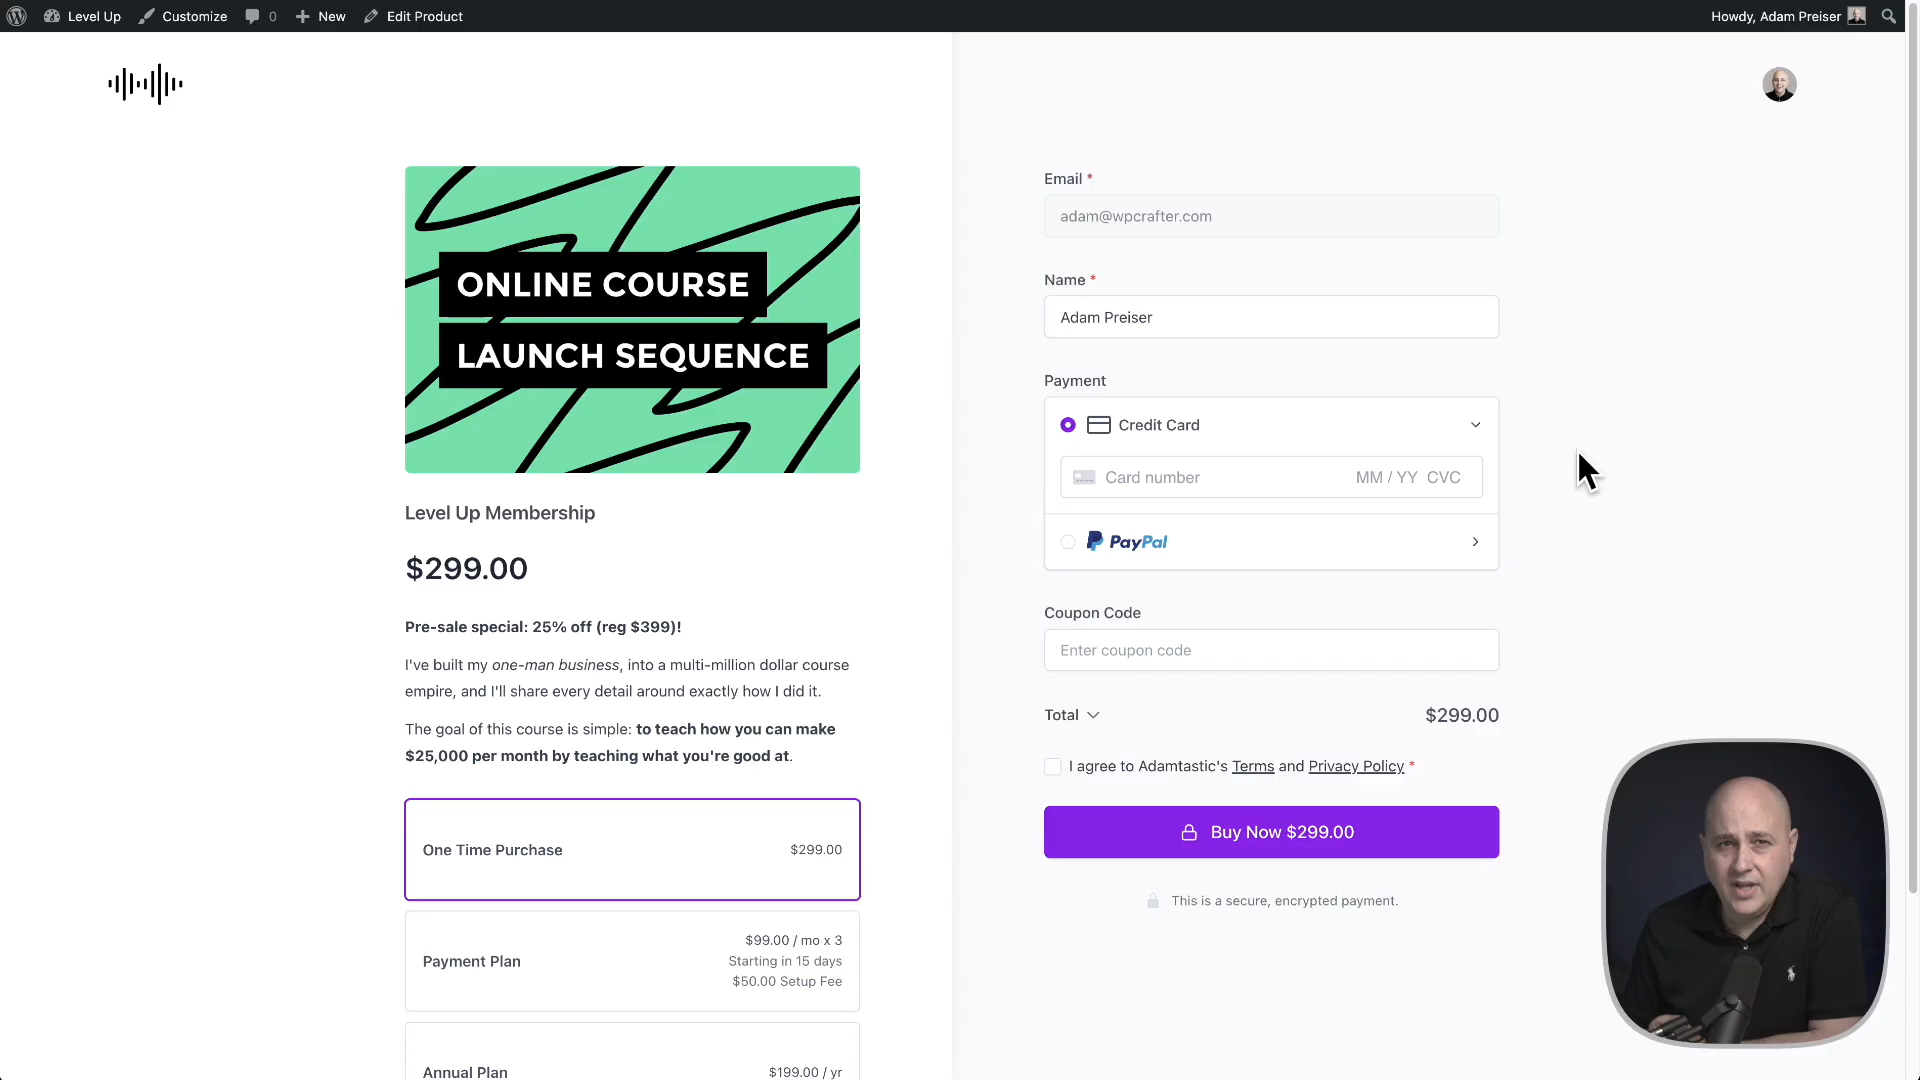 Level Up
Customize
0
New
Edit Product
Howdy, Adam Preiser
ONLINE COURSE
LAUNCH SEQUENCE
Level Up Membership
$299.00
Pre-sale special: 25% off (reg $399)!
I've built my one-man business, into a multi-million dollar course
empire, and I'll share every detail around exactly how I did it.
The goal of this course is simple: to teach how you can make
$25,000 per month by teaching what you're good at.
One Time Purchase
$299.00
Payment Plan
$99.00 / mo x 3
Starting in 15 days
$50.00 Setup Fee
Annual Plan
$199.00 / yr
Email *
adam@wpcrafter.com
Name *
Adam Preiser
Payment
Credit Card
Card number
MM / YY CVC
PayPal
Coupon Code
Enter coupon code
Total
$299.00
I agree to Adamtastic's Terms and Privacy Policy *
Buy Now $299.00
This is a secure, encrypted payment.